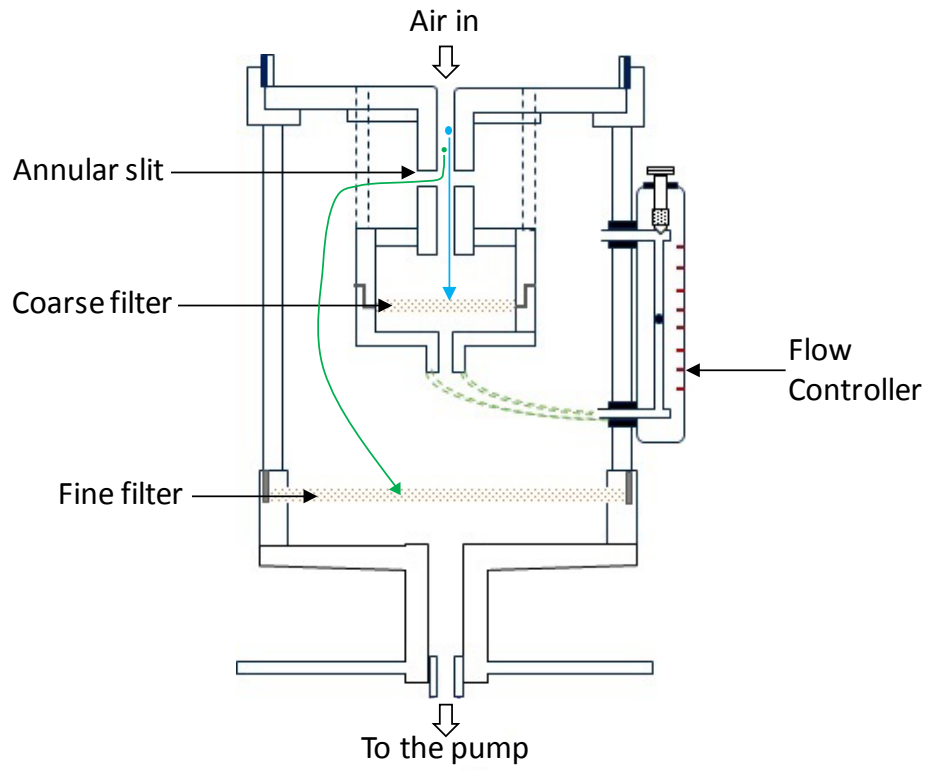 Air in
Annular slit
Coarse filter
Flow
Controller
Fine filter
To the pump